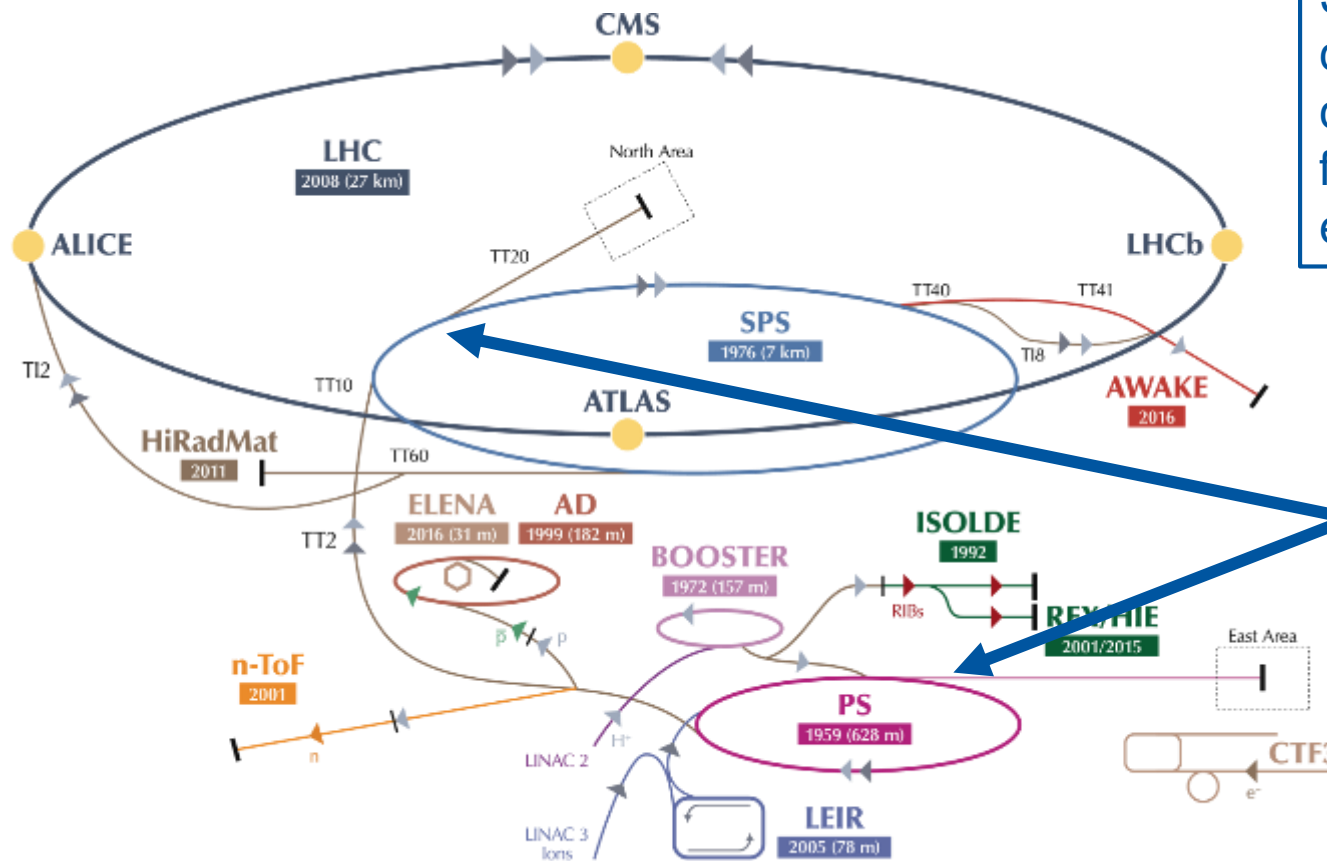 CMS
LHC
2008 (27 km)
North Area
ALICE
LHCb
TT20
TT40
TT41
SPS
1976 (7 km)
TI8
TI2
TT10
ATLAS
AWAKE
2016
HiRadMat
2011
TT60
ELENA
2016 (31 m)
AD
1999 (182 m)
TT2
ISOLDE
1992
BOOSTER
1972 (157 m)
RIBs
REX/HIE
2001/2015
East Area
p̅
p
n-ToF
2001
n
PS
1959 (628 m)
H⁺
LINAC 2
CTF3
e⁻
LEIR
2005 (78 m)
LINAC 3
Ions